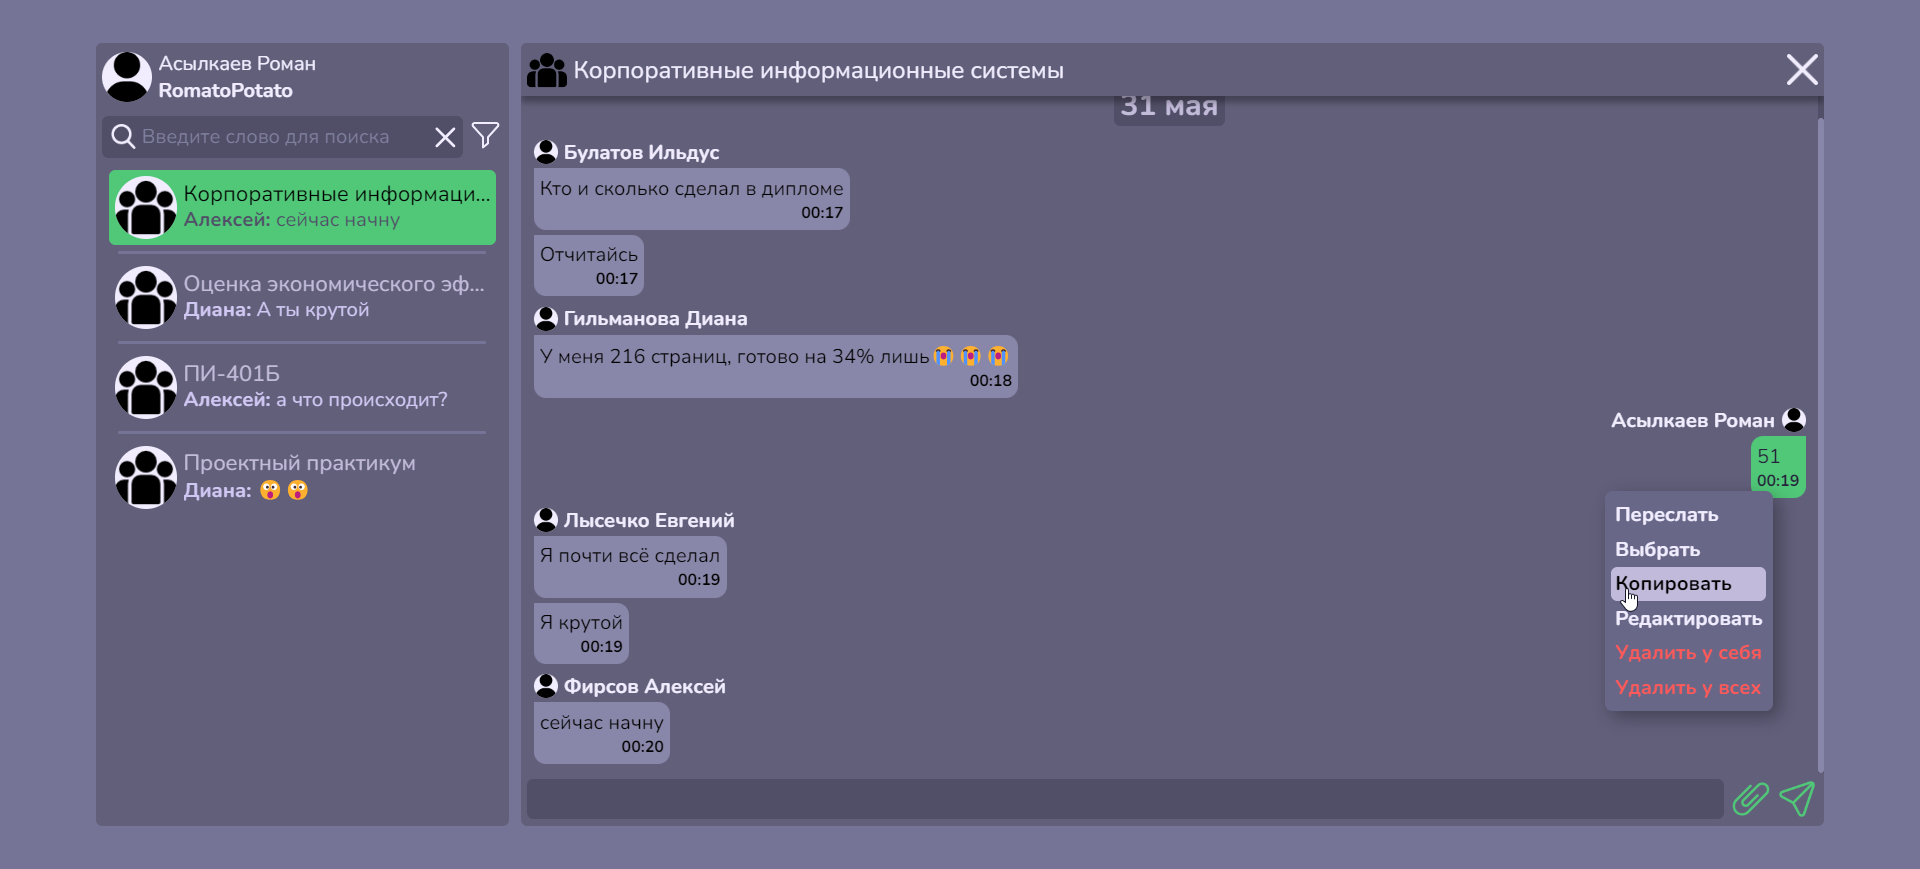 Асылкаев Роман
RomatoPotato
Введите слово для поиска
Корпоративные информаци...
Алексей: сейчас начну
Оценка экономического эф...
Диана: А ты крутой
ПИ-401Б
Алексей: а что происходит?
Проектный практикум
Диана: 😲 😲
Корпоративные информационные системы
31 мая
Булатов Ильдус
Кто и сколько сделал в дипломе
00:17
Отчитайсь
00:17
Гильманова Диана
У меня 216 страниц, готово на 34% лишь😭 😭 😭
00:18
Асылкаев Роман
51
00:19
Переслать
Выбрать
Копировать
Редактировать
Удалить у себя
Удалить у всех
Лысечко Евгений
Я почти всё сделал
00:19
Я крутой
00:19
Фирсов Алексей
сейчас начну
00:20